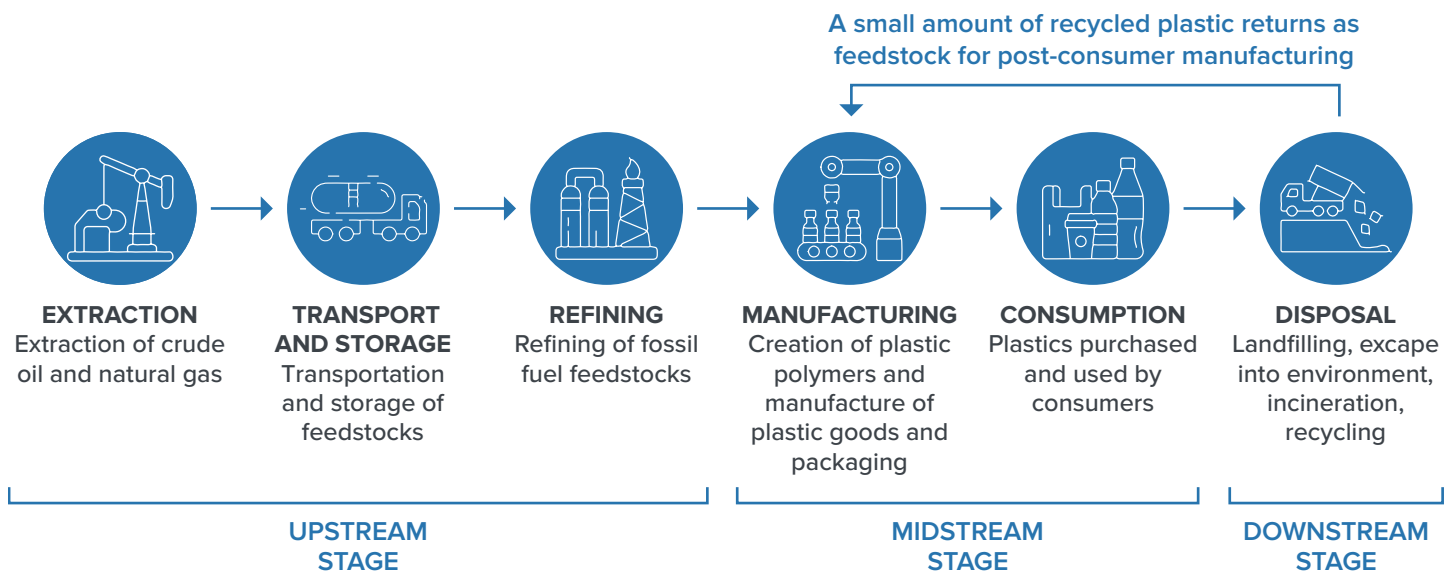 A small amount of recycled plastic returns as
feedstock for post-consumer manufacturing
EXTRACTION
Extraction of crude
oil and natural gas
TRANSPORT
AND STORAGE
Transportation
and storage of
feedstocks
REFINING
Refining of fossil
fuel feedstocks
MANUFACTURING
Creation of plastic
polymers and
manufacture of
plastic goods and
packaging
CONSUMPTION
Plastics purchased
and used by
consumers
DISPOSAL
Landfilling, excape
into environment,
incineration,
recycling
UPSTREAM
STAGE
MIDSTREAM
STAGE
DOWNSTREAM
STAGE